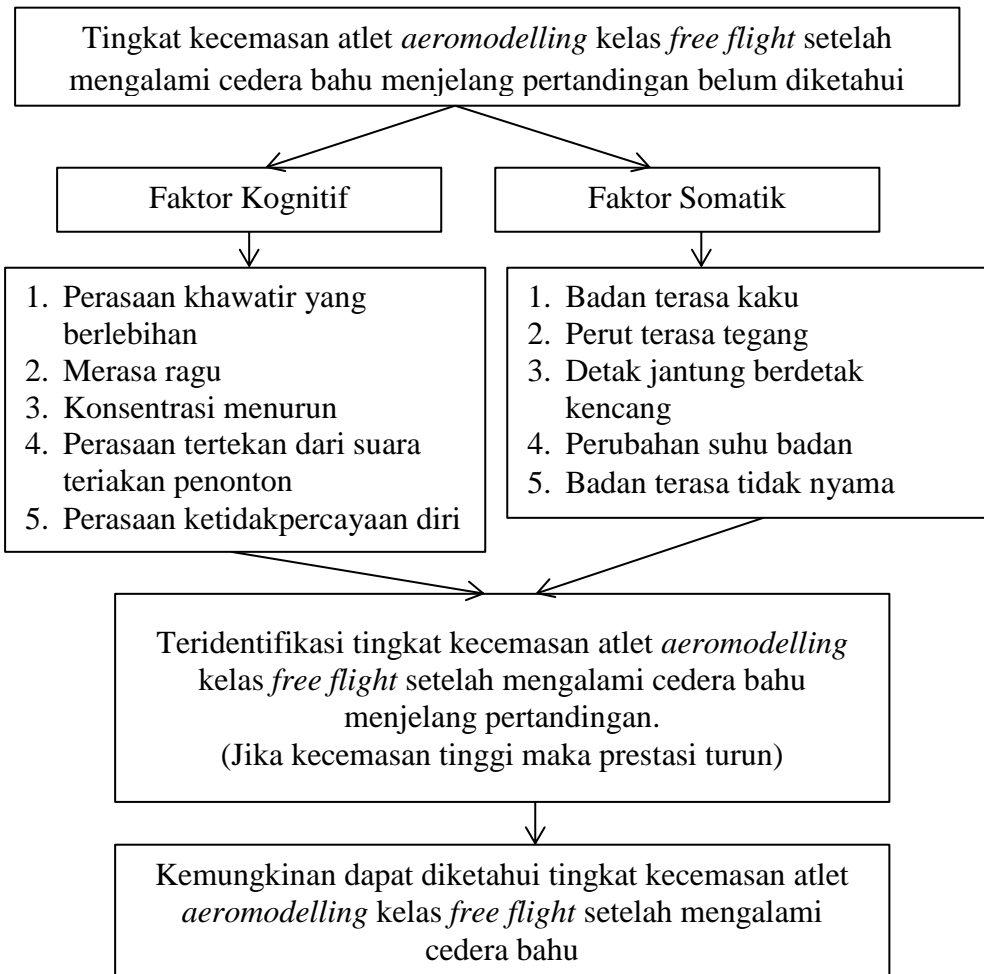 Tingkat kecemasan atlet aeromodelling kelas free flight setelah
mengalami cedera bahu menjelang pertandingan belum diketahui
Faktor Kognitif
Faktor Somatik
1. Perasaan khawatir yang
berlebihan
2. Merasa ragu
3. Konsentrasi menurun
4. Perasaan tertekan dari suara
teriakan penonton
5. Perasaan ketidakpercayaan diri
1. Badan terasa kaku
2. Perut terasa tegang
3. Detak jantung berdetak
kencang
4. Perubahan suhu badan
5. Badan terasa tidak nyama
Teridentifikasi tingkat kecemasan atlet aeromodelling
kelas free flight setelah mengalami cedera bahu
menjelang pertandingan.
(Jika kecemasan tinggi maka prestasi turun)
Kemungkinan dapat diketahui tingkat kecemasan atlet
aeromodelling kelas free flight setelah mengalami
cedera bahu